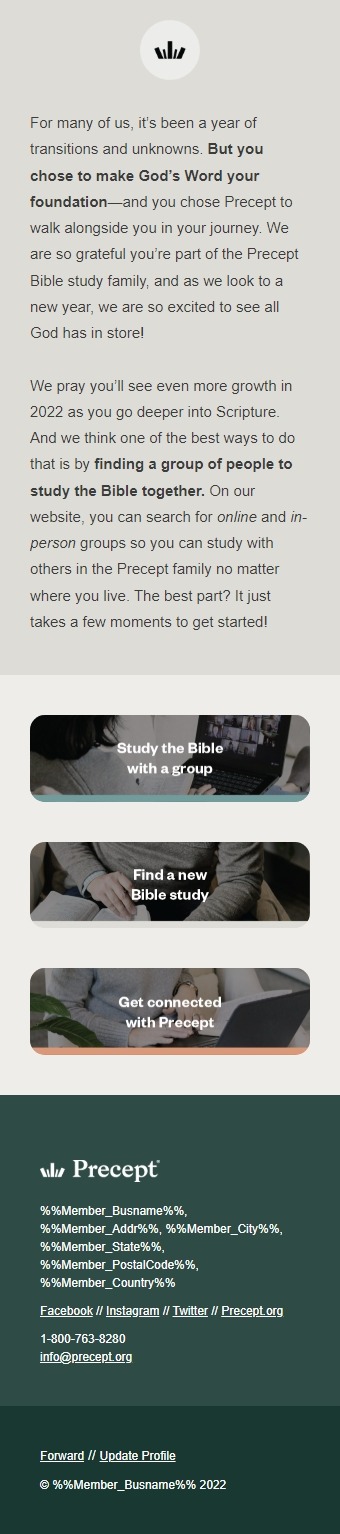 For many of us, it’s been a year of
transitions and unknowns. But you
chose to make God’s Word your
foundation—and you chose Precept to
walk alongside you in your journey. We
are so grateful you’re part of the Precept
Bible study family, and as we look to a
new year, we are so excited to see all
God has in store!
We pray you’ll see even more growth in
2022 as you go deeper into Scripture.
And we think one of the best ways to do
that is by finding a group of people to
study the Bible together. On our
website, you can search for online and in-
person groups so you can study with
others in the Precept family no matter
where you live. The best part? It just
takes a few moments to get started!
Study the Bible
with a group
Find a new
Bible study
Get connected
with Precept
Precept
%%Member_Busname%%,
%%Member_Addr%%, %%Member_City%%,
%%Member_State%%,
%%Member_PostalCode%%,
%%Member_Country%%
Facebook // Instagram // Twitter // Precept.org
1-800-763-8280
info@precept.org
Forward // Update Profile
© %%Member_Busname%% 2022